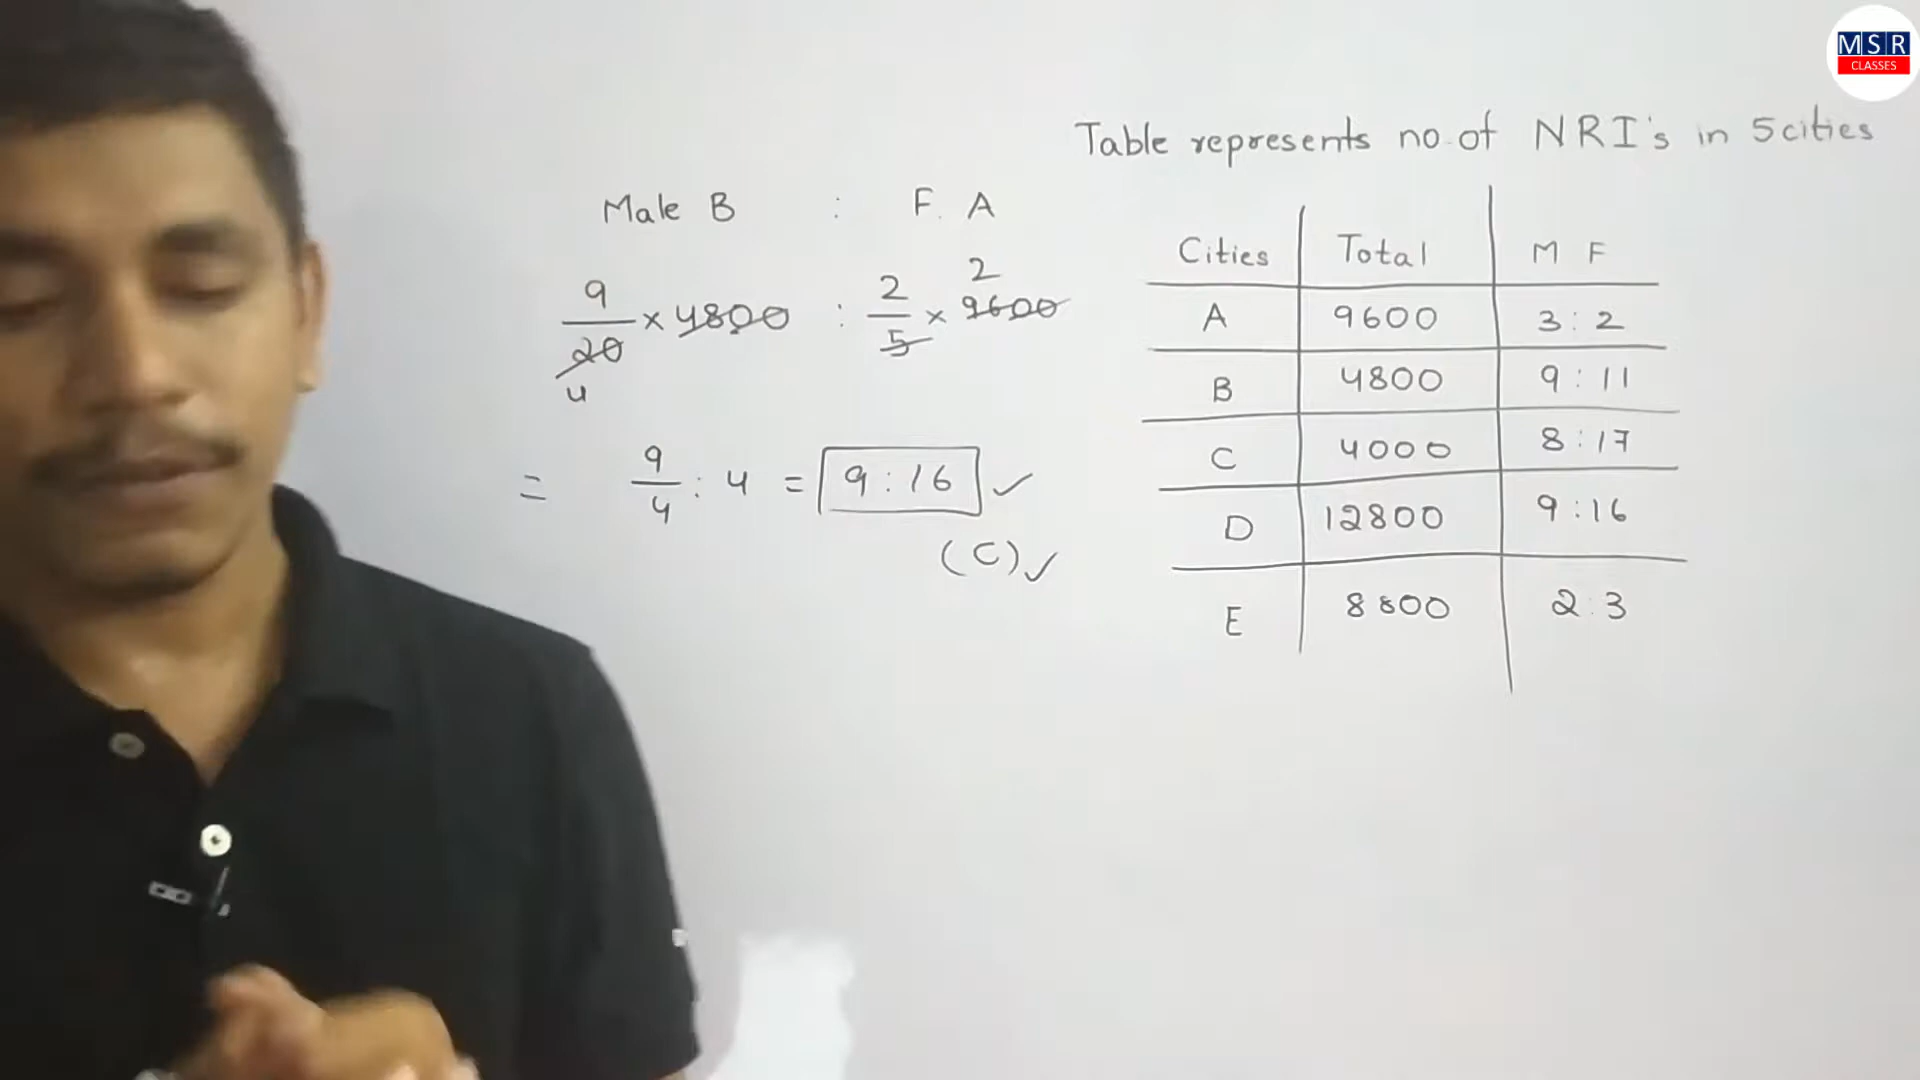 MSR
CLASSES
Table represents no. of NRI's in 5 cities
Male B : F. A
9/20 × 4800 : 2/5 × 9600 2
4
= 9/4 : 4 = 9 : 16 ✓
(C) ✓
Cities Total M F
A 9600 3 : 2
B 4800 9 : 11
C 4000 8 : 17
D 12800 9 : 16
E 8800 2 : 3